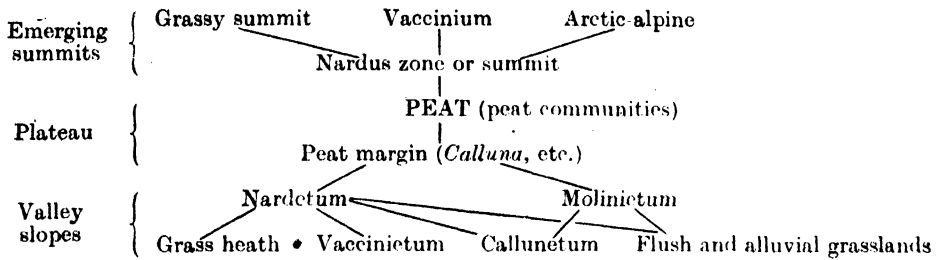 Grassy summit Vaccinium Arctic-alpine
Emerging
summits
Nardus zone or summit
PEAT (peat communities)
Plateau
Peat margin (Calluna, etc.)
Nardetum Molinietum
Valley
slopes
Grass heath • Vaccinietum Callunetum Flush and alluvial grasslands